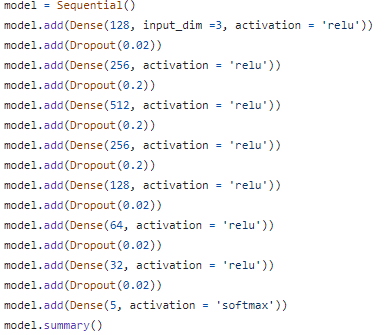 model = Sequential()
model.add(Dense(128, input_dim =3, activation = 'relu'))
model.add(Dropout(0.02))
model.add(Dense(256, activation = 'relu'))
model.add(Dropout(0.2))
model.add(Dense(512, activation = 'relu'))
model.add(Dropout(0.2))
model.add(Dense(256, activation = 'relu'))
model.add(Dropout(0.2))
model.add(Dense(128, activation = 'relu'))
model.add(Dropout(0.02))
model.add(Dense(64, activation = 'relu'))
model.add(Dropout(0.02))
model.add(Dense(32, activation = 'relu'))
model.add(Dropout(0.02))
model.add(Dense(5, activation = 'softmax'))
model.summary()